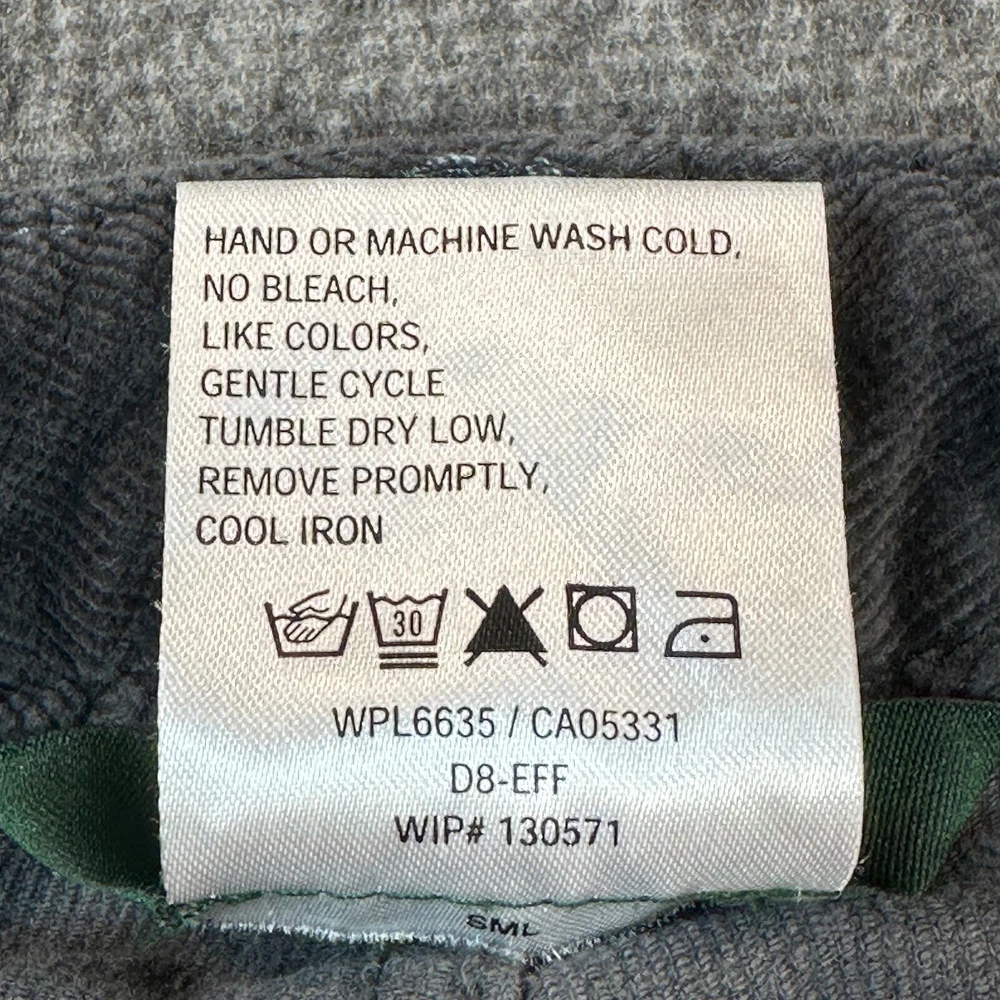 HAND OR MACHINE WASH COLD,
NO BLEACH,
LIKE COLORS,
GENTLE CYCLE
TUMBLE DRY LOW,
REMOVE PROMPTLY,
COOL IRON
30
WPL6635 / CA05331
D8-EFF
WIP# 130571
SML